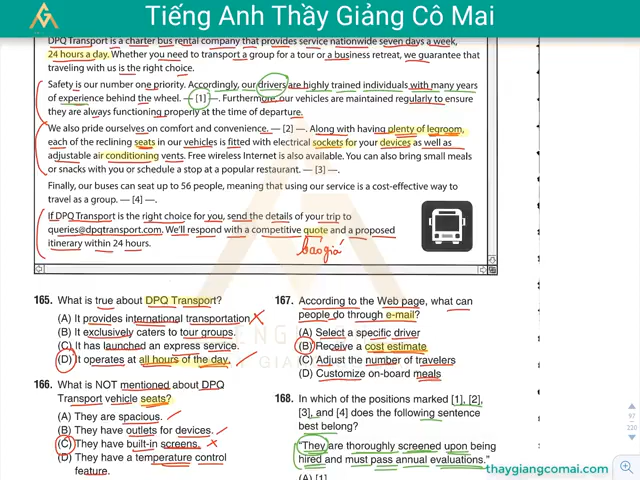 Tiếng Anh Thầy Giảng Cô Mai
DPQ Transport is a charter bus rental company that provides service nationwide seven days a week,
24 hours a day. Whether you need to transport a group for a tour or a business retreat, we guarantee that
traveling with us is the right choice.
Safety is our number one priority. Accordingly, our drivers are highly trained individuals with many years
of experience behind the wheel. — [1] —. Furthermore, our vehicles are maintained regularly to ensure
they are always functioning properly at the time of departure.
We also pride ourselves on comfort and convenience. — [2] —. Along with having plenty of legroom,
each of the reclining seats in our vehicles is fitted with electrical sockets for your devices as well as
adjustable air conditioning vents. Free wireless Internet is also available. You can also bring small meals
or snacks with you or schedule a stop at a popular restaurant. — [3] —.
Finally, our buses can seat up to 56 people, meaning that using our service is a cost-effective way to
travel as a group. — [4] —.
If DPQ Transport is the right choice for you, send the details of your trip to
queries@dpqtransport.com. We'll respond with a competitive quote and a proposed
itinerary within 24 hours.
báo giá
165. What is true about DPQ Transport?
(A) It provides international transportation.
(B) It exclusively caters to tour groups.
(C) It has launched an express service.
(D) It operates at all hours of the day.
166. What is NOT mentioned about DPQ
Transport vehicle seats?
(A) They are spacious.
(B) They have outlets for devices.
(C) They have built-in screens.
(D) They have a temperature control
feature.
167. According to the Web page, what can
people do through e-mail?
(A) Select a specific driver
(B) Receive a cost estimate
(C) Adjust the number of travelers
(D) Customize on-board meals
168. In which of the positions marked [1], [2],
[3], and [4] does the following sentence
best belong?
"They are thoroughly screened upon being
hired and must pass annual evaluations."
(A) [1]
thaygiangcomai.com
97
220